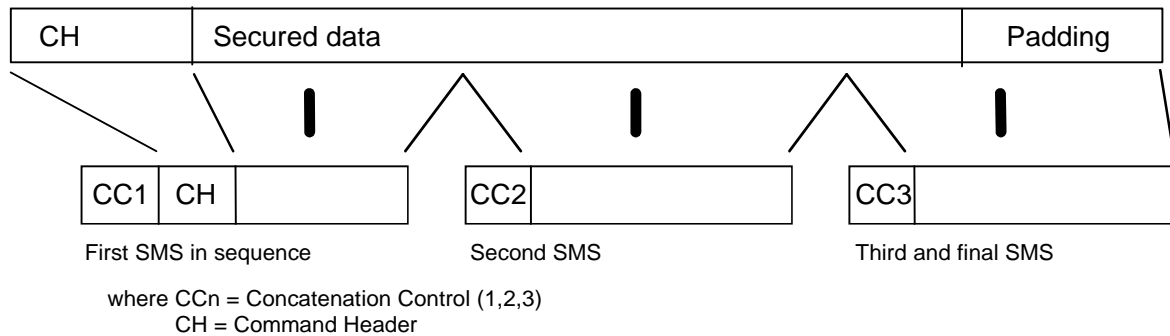 CH Secured data Padding
CC1 CH CC2 CC3
First SMS in sequence Second SMS Third and final SMS
where CCn = Concatenation Control (1,2,3)
CH = Command Header